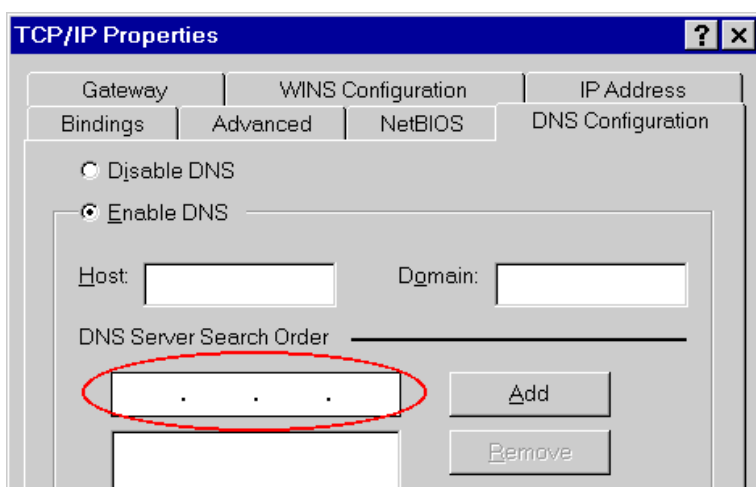 TCP/IP Properties ? ×
Gateway WINS Configuration IP Address
Bindings Advanced NetBIOS DNS Configuration
Disable DNS
Enable DNS
Host: Domain:
DNS Server Search Order
. . . Add
Remove